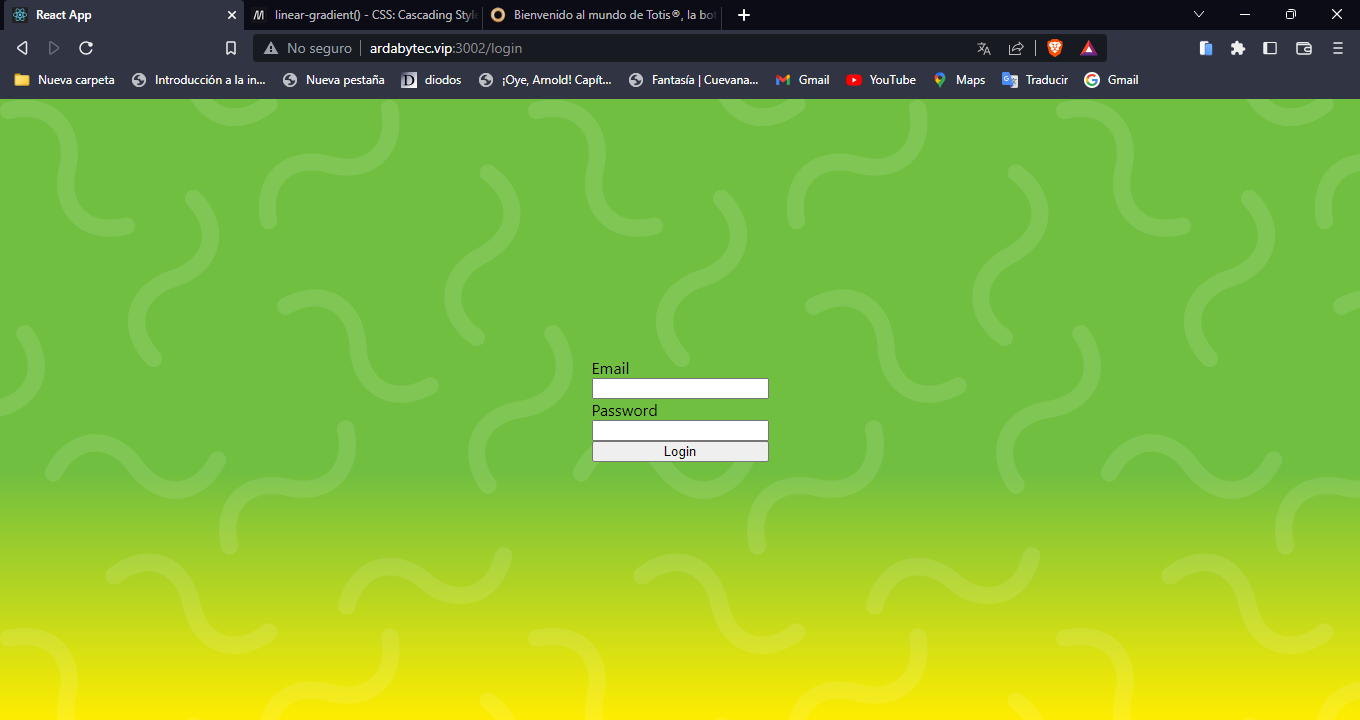 React App
linear-gradient() - CSS: Cascading Style
Bienvenido al mundo de Totis®, la bot
No seguro
ardabytec.vip:3002/login
Nueva carpeta
Introducción a la in...
Nueva pestaña
diodos
¡Oye, Arnold! Capít...
Fantasía | Cuevana...
Gmail
YouTube
Maps
Traducir
Gmail
Email
Password
Login